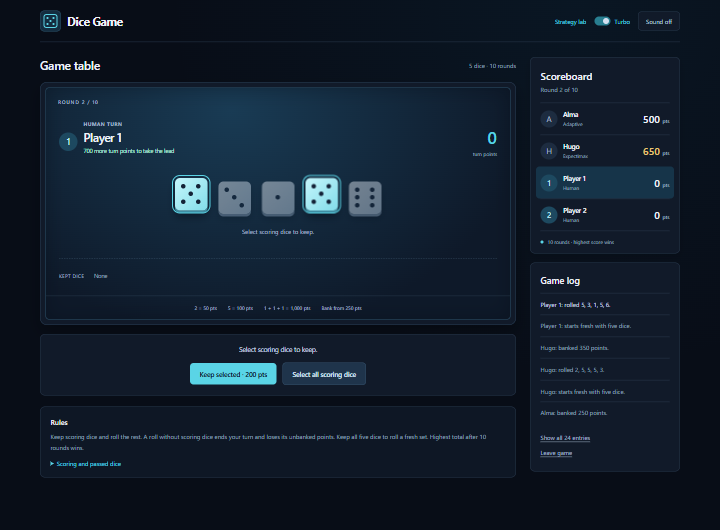 Dice Game
Strategy lab
Turbo
Sound off
Game table
5 dice · 10 rounds
ROUND 2 / 10
HUMAN TURN
1
Player 1
700 more turn points to take the lead
0
turn points
Select scoring dice to keep.
KEPT DICE None
2 = 50 pts 5 = 100 pts 1 + 1 + 1 = 1,000 pts Bank from 250 pts
Select scoring dice to keep.
Keep selected · 200 pts
Select all scoring dice
Rules
Keep scoring dice and roll the rest. A roll without scoring dice ends your turn and loses its unbanked points. Keep all five dice to roll a fresh set. Highest total after 10
rounds wins.
Scoring and passed dice
Scoreboard
Round 2 of 10
A Alma 500 pts
Adaptive
H Hugo 650 pts
Expectimax
1 Player 1 0 pts
Human
2 Player 2 0 pts
Human
10 rounds · highest score wins
Game log
Player 1: rolled 5, 3, 1, 5, 6.
Player 1: starts fresh with five dice.
Hugo: banked 350 points.
Hugo: rolled 2, 5, 5, 5, 3.
Hugo: starts fresh with five dice.
Alma: banked 250 points.
Show all 24 entries
Leave game